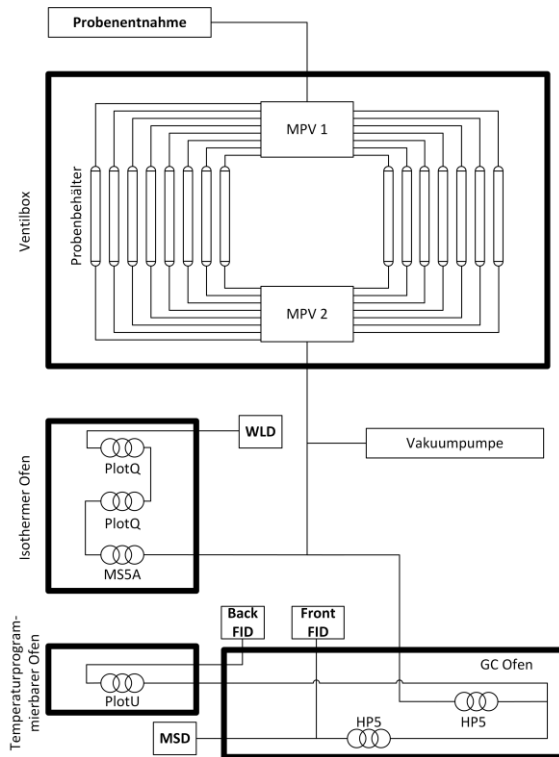 Probenentnahme
MPV 1
Ventilbox
Probenbehälter
MPV 2
WLD
Vakuumpumpe
Isothermer Ofen
PlotQ
PlotQ
MS5A
Back
FID
Front
FID
Temperaturprogram-
mierbarer Ofen
GC Ofen
PlotU
HP5
HP5
MSD